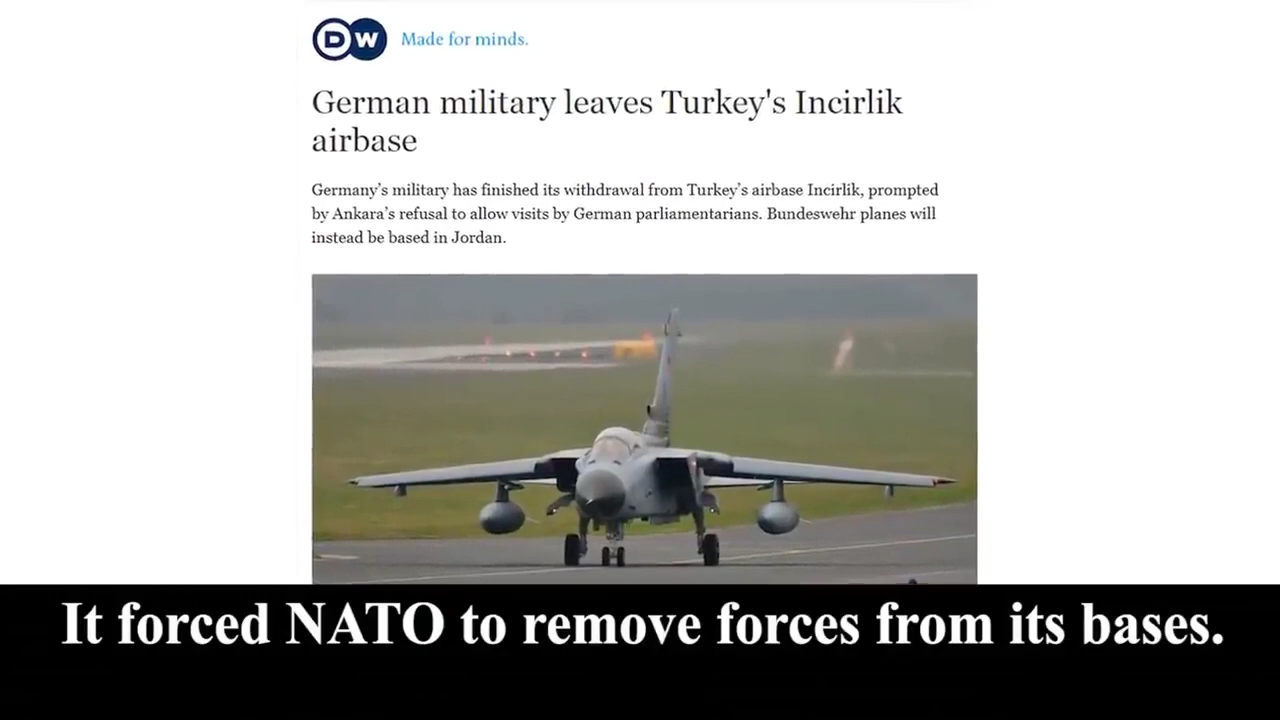 DW Made for minds.
German military leaves Turkey's Incirlik
airbase
Germany's military has finished its withdrawal from Turkey's airbase Incirlik, prompted
by Ankara's refusal to allow visits by German parliamentarians. Bundeswehr planes will
instead be based in Jordan.
It forced NATO to remove forces from its bases.